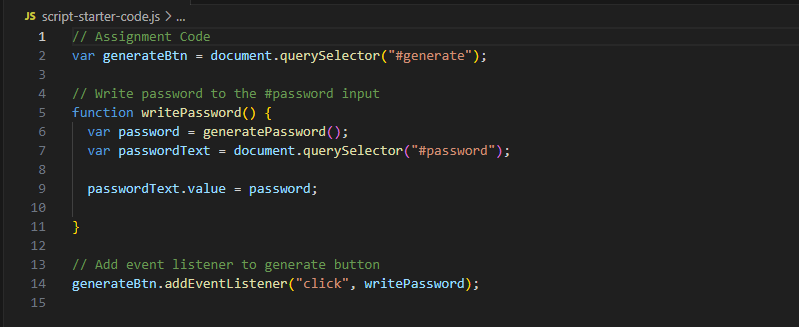 JS script-starter-code.js > ...
1 // Assignment Code
2 var generateBtn = document.querySelector("#generate");
3
4 // Write password to the #password input
5 function writePassword() {
6 var password = generatePassword();
7 var passwordText = document.querySelector("#password");
8
9 passwordText.value = password;
10
11 }
12
13 // Add event listener to generate button
14 generateBtn.addEventListener("click", writePassword);
15